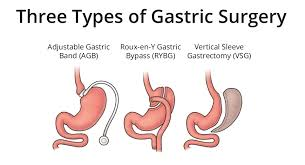 Three Types of Gastric Surgery
Adjustable Gastric
Band (AGB)
Roux-en-Y Gastric
Bypass (RYBG)
Vertical Sleeve
Gastrectomy (VSG)